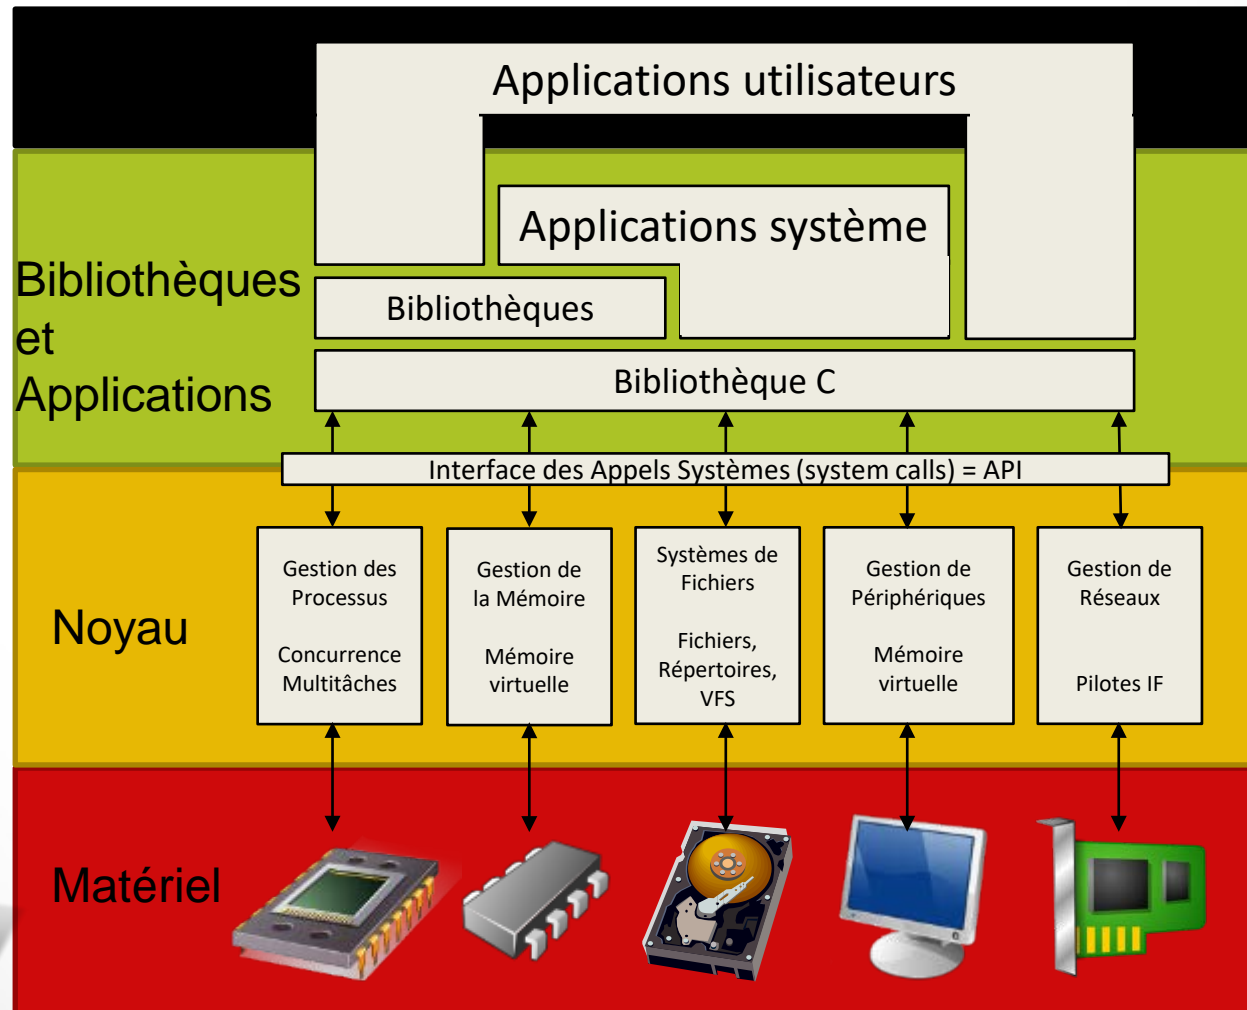 Applications utilisateurs
Applications système
Bibliothèques
et
Applications
Bibliothèques
Bibliothèque C
Interface des Appels Systèmes (system calls) = API
Noyau
Gestion des
Processus
Concurrence
Multitâches
Gestion de
la Mémoire
Mémoire
virtuelle
Systèmes de
Fichiers
Fichiers,
Répertoires,
VFS
Gestion de
Périphériques
Mémoire
virtuelle
Gestion de
Réseaux
Pilotes IF
Matériel